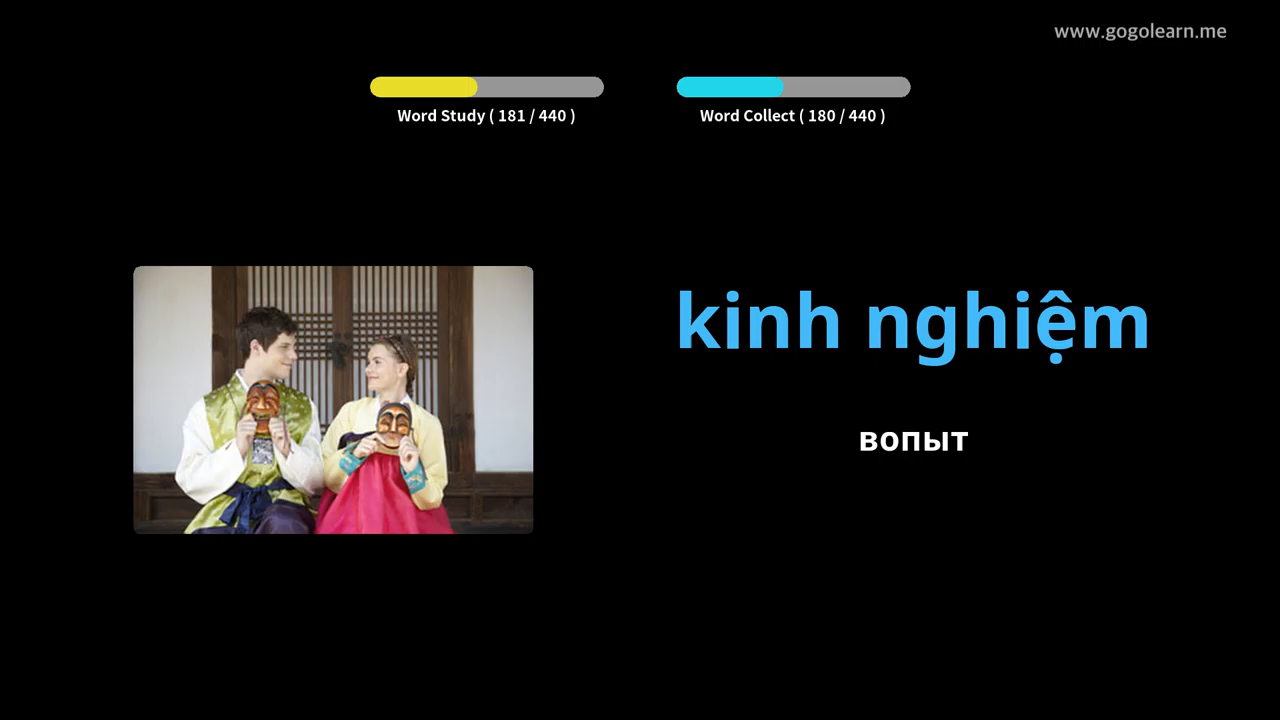 www.gogolearn.me
Word Study ( 181 / 440 )
Word Collect ( 180 / 440 )
kinh nghiệm
вопыт